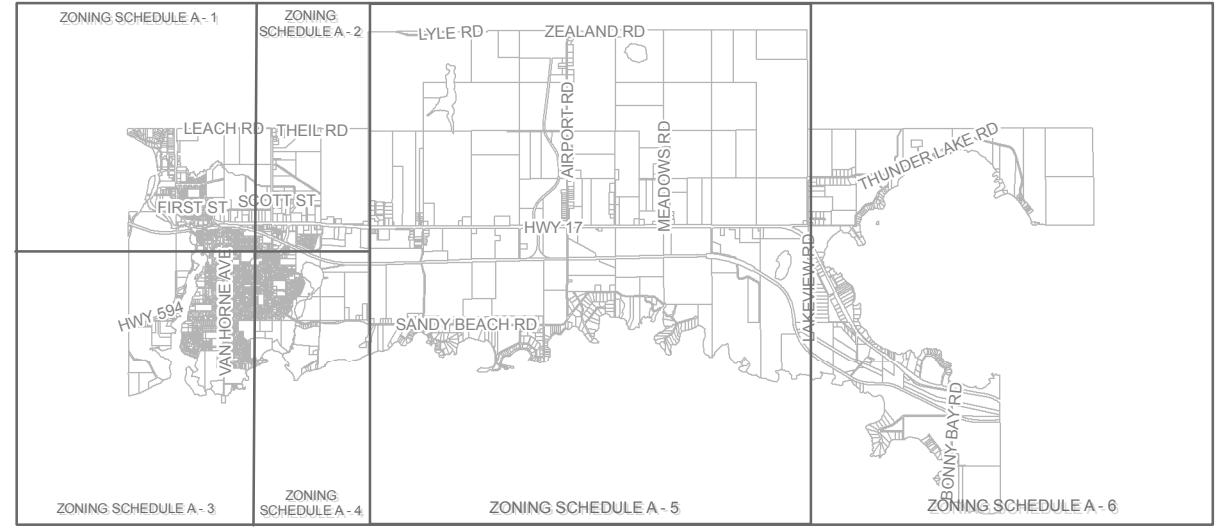 ZONING SCHEDULE A - 1
ZONING
SCHEDULE A - 2
LYLE RD
ZEALAND RD
AIRPORT RD
MEADOWS RD
LEACH RD
THEIL RD
THUNDER LAKE RD
FIRST ST
SCOTT ST
HWY 17
LAKEVIEW RD
VAN HORNE AVE
HWY 594
SANDY BEACH RD
BONNY BAY RD
ZONING SCHEDULE A - 3
ZONING
SCHEDULE A - 4
ZONING SCHEDULE A - 5
ZONING SCHEDULE A - 6